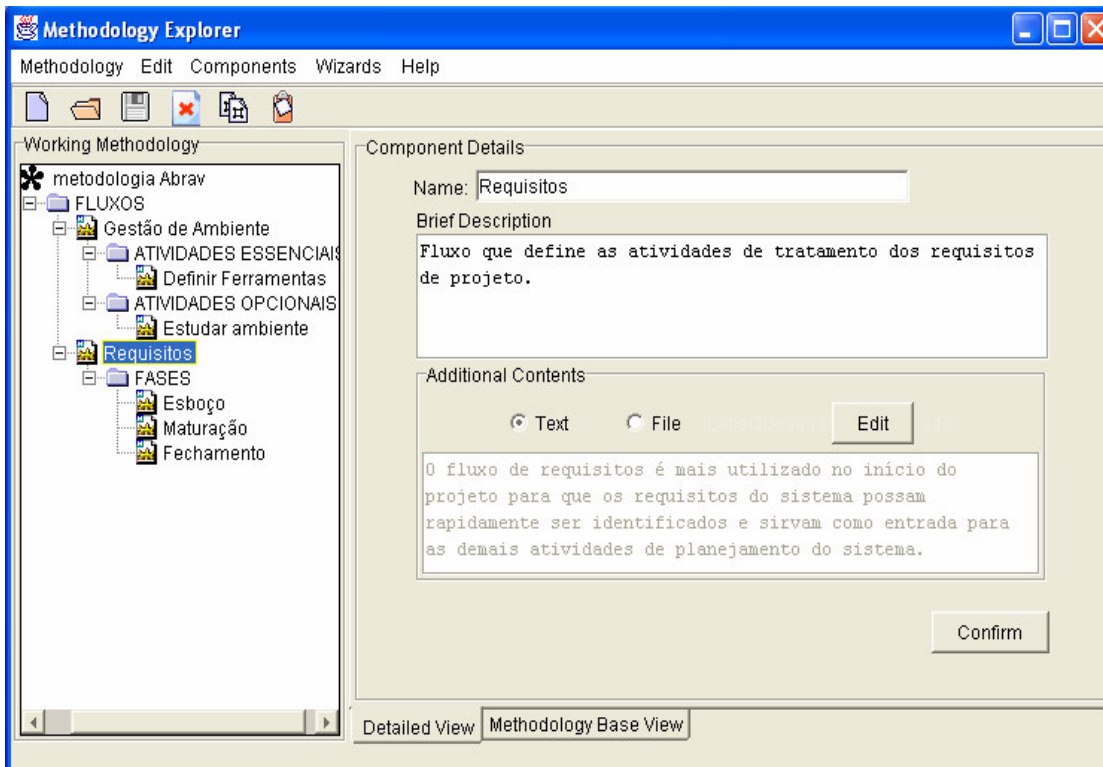 Methodology Explorer
Methodology Edit Components Wizards Help
Working Methodology
metodologia Abrav
FLUXOS
Gestão de Ambiente
ATIVIDADES ESSENCIAIS
Definir Ferramentas
ATIVIDADES OPCIONAIS
Estudar ambiente
Requisitos
FASES
Esboço
Maturação
Fechamento
Component Details
Name: Requisitos
Brief Description
Fluxo que define as atividades de tratamento dos requisitos
de projeto.
Additional Contents
Text File Edit
O fluxo de requisitos é mais utilizado no início do
projeto para que os requisitos do sistema possam
rapidamente ser identificados e sirvam como entrada para
as demais atividades de planejamento do sistema.
Confirm
Detailed View Methodology Base View